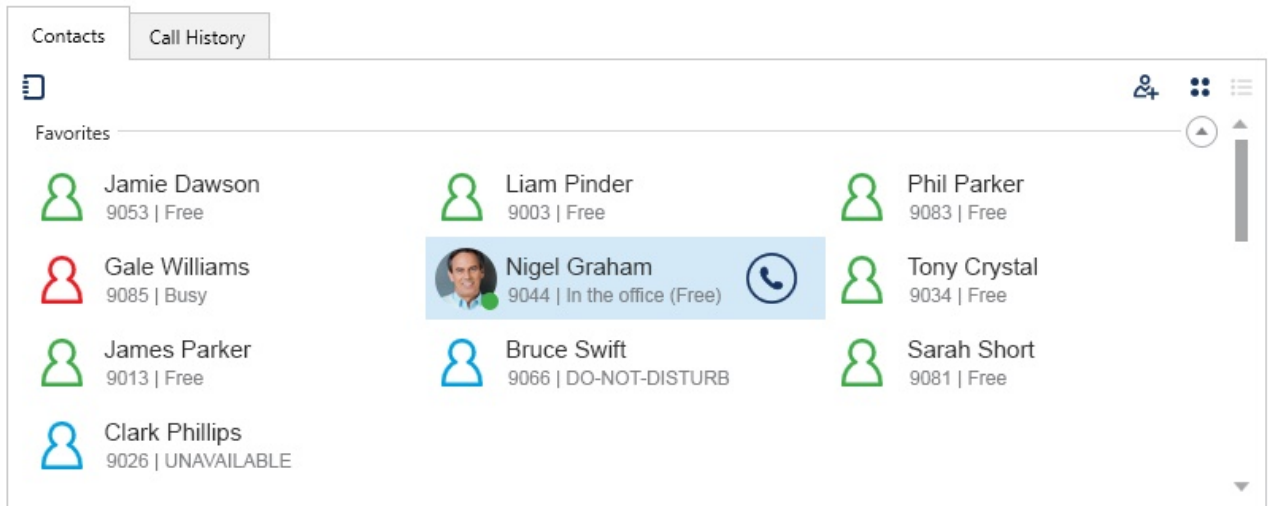 Contacts
Call History
Favorites
Jamie Dawson
9053 | Free
Liam Pinder
9003 | Free
Phil Parker
9083 | Free
Gale Williams
9085 | Busy
Nigel Graham
9044 | In the office (Free)
Tony Crystal
9034 | Free
James Parker
9013 | Free
Bruce Swift
9066 | DO-NOT-DISTURB
Sarah Short
9081 | Free
Clark Phillips
9026 | UNAVAILABLE